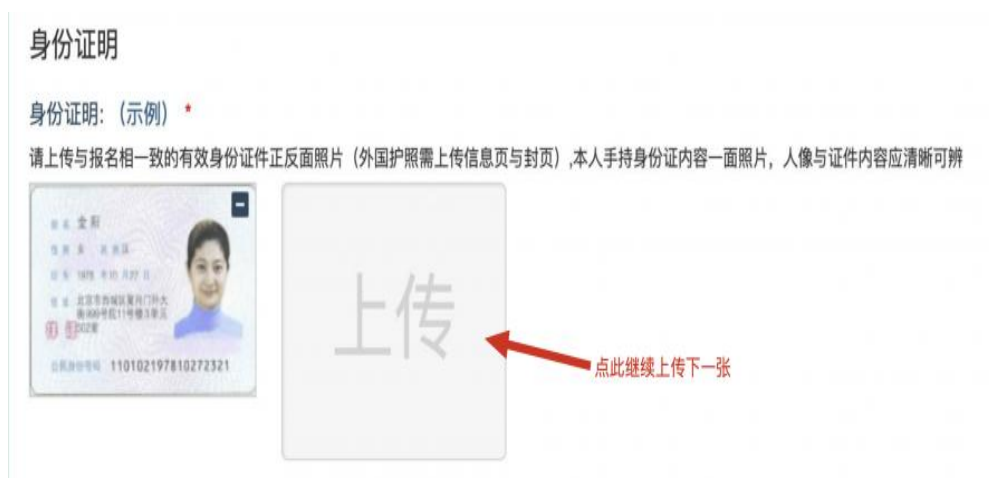 身份证明
身份证明: （示例） *
请上传与报名相一致的有效身份证件正反面照片（外国护照需上传信息页与封页）,本人手持身份证内容一面照片，人像与证件内容应清晰可辨
上传
点此继续上传下一张
110102197810272321